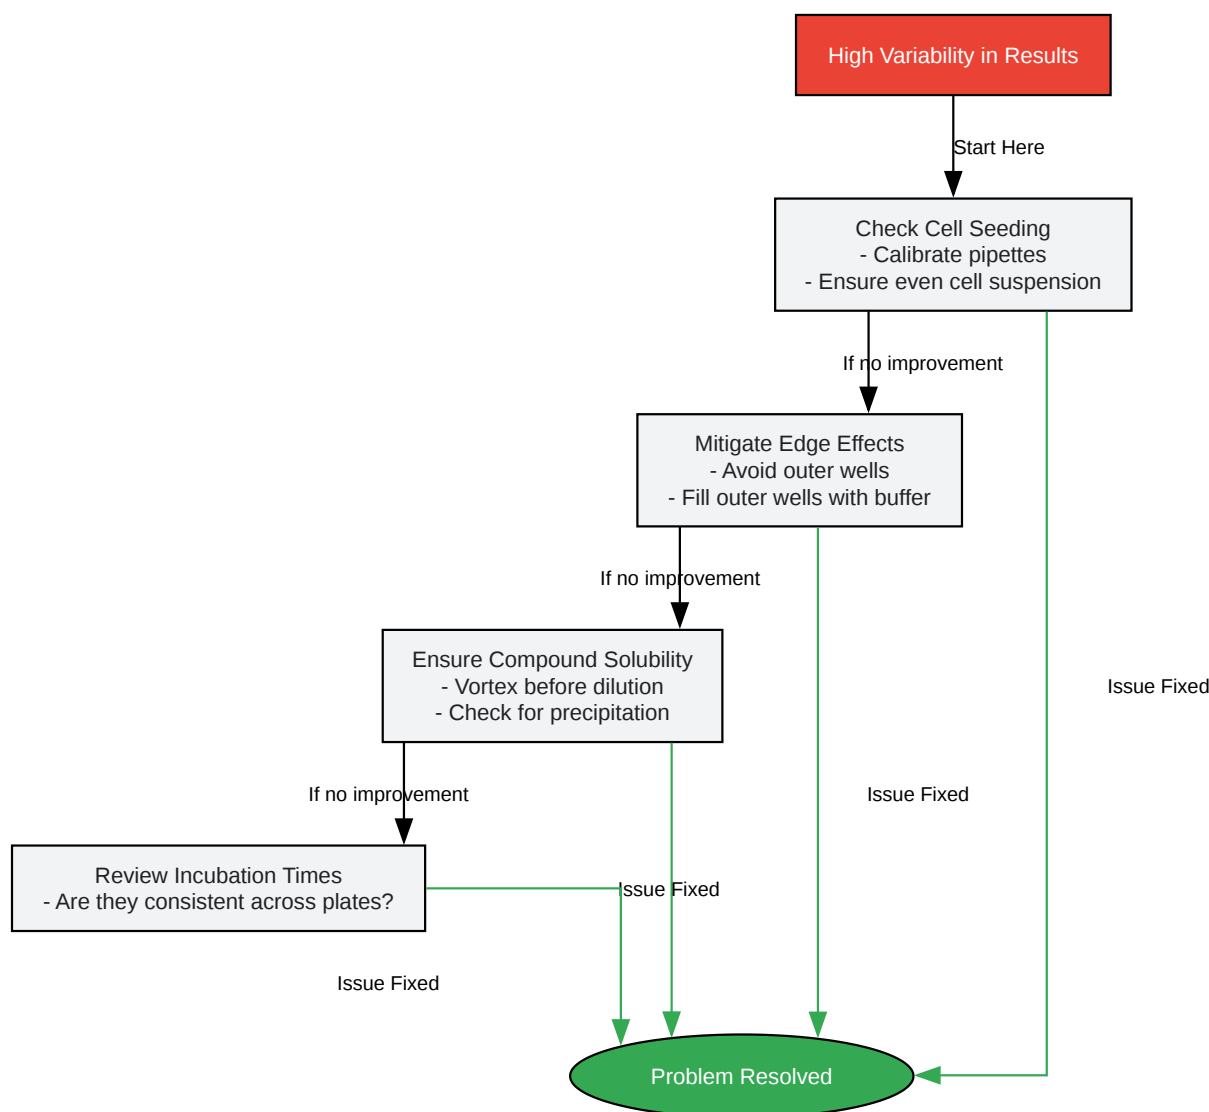 High Variability in Results
Start Here
Check Cell Seeding
- Calibrate pipettes
- Ensure even cell suspension
If no improvement
Mitigate Edge Effects
- Avoid outer wells
- Fill outer wells with buffer
If no improvement
Ensure Compound Solubility
- Vortex before dilution
- Check for precipitation
Issue Fixed
If no improvement
Issue Fixed
Review Incubation Times
- Are they consistent across plates?
Issue Fixed
Issue Fixed
Problem Resolved